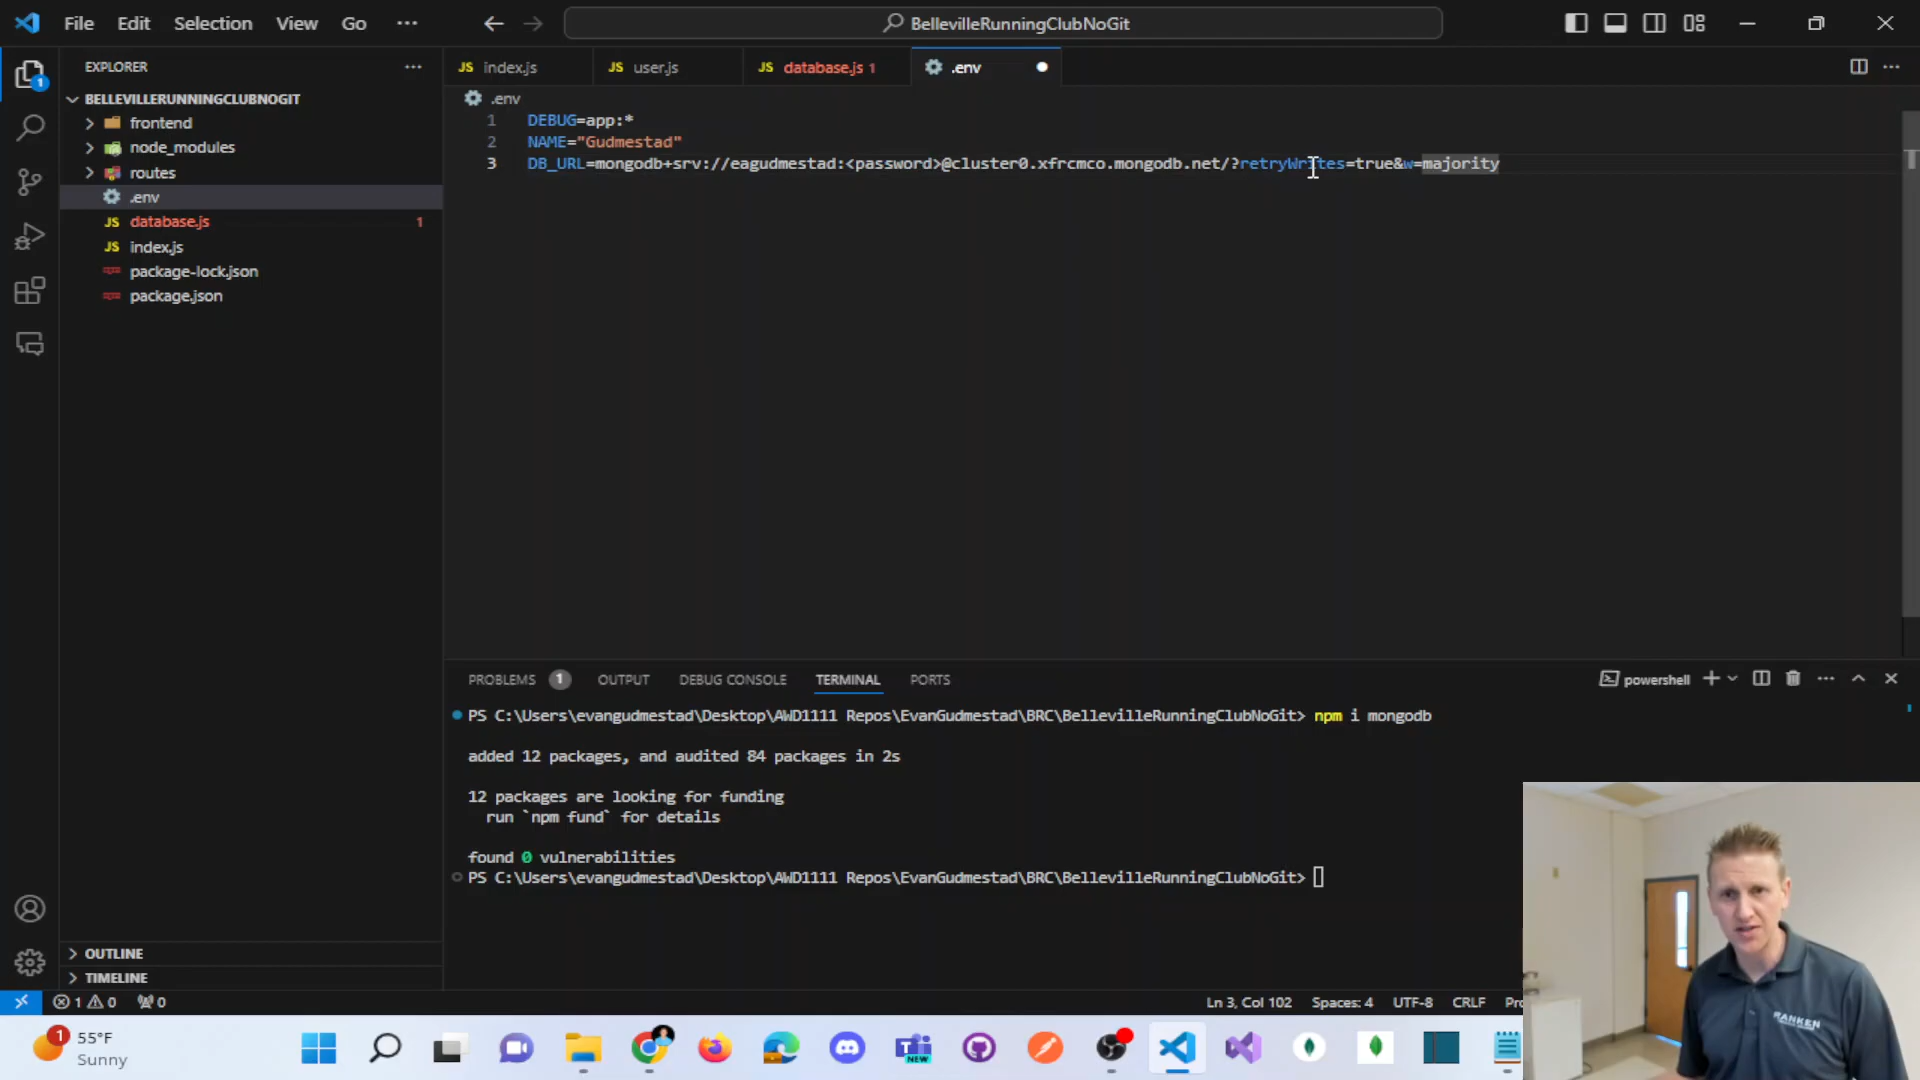 File Edit Selection View Go ··· BellevilleRunningClubNoGit
EXPLORER
BELLEVILLERUNNINGCLUBNOGIT
frontend
node_modules
routes
.env
database.js 1
index.js
package-lock.json
package.json
OUTLINE
TIMELINE
1
JS index.js JS user.js JS database.js 1 .env
.env
1 DEBUG=app:*
2 NAME="Gudmestad"
3 DB_URL=mongodb+srv://eagudmestad:<password>@cluster0.xfrcmco.mongodb.net/?retryWrites=true&w=majority
PROBLEMS 1 OUTPUT DEBUG CONSOLE TERMINAL PORTS powershell
PS C:\Users\evangudmestad\Desktop\AWD1111 Repos\EvanGudmestad\BRC\BellevilleRunningClubNoGit> npm i mongodb
added 12 packages, and audited 84 packages in 2s
12 packages are looking for funding
run `npm fund` for details
found 0 vulnerabilities
PS C:\Users\evangudmestad\Desktop\AWD1111 Repos\EvanGudmestad\BRC\BellevilleRunningClubNoGit>
1 0 0 Ln 3, Col 102 Spaces: 4 UTF-8 CRLF
RANKEN
1 55°F
Sunny
NEW